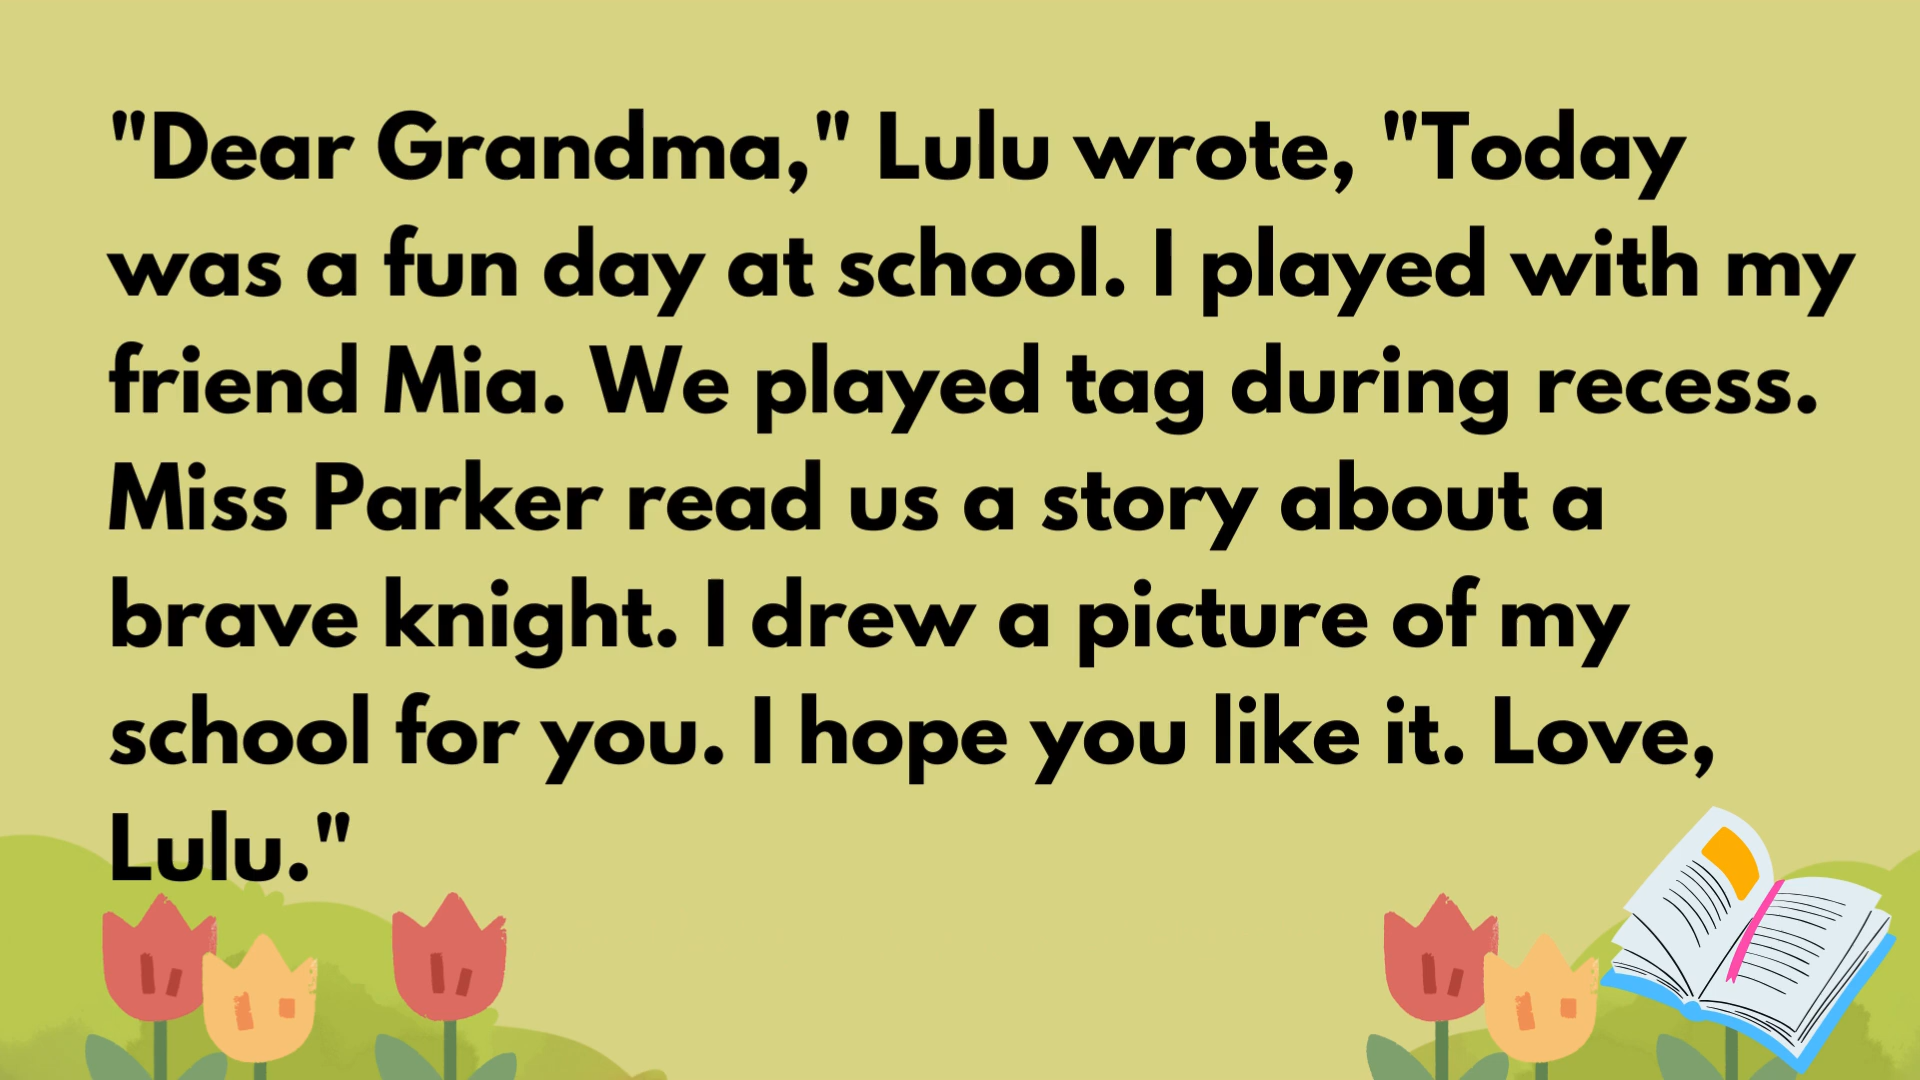 "Dear Grandma," Lulu wrote, "Today
was a fun day at school. I played with my
friend Mia. We played tag during recess.
Miss Parker read us a story about a
brave knight. I drew a picture of my
school for you. I hope you like it. Love,
Lulu."